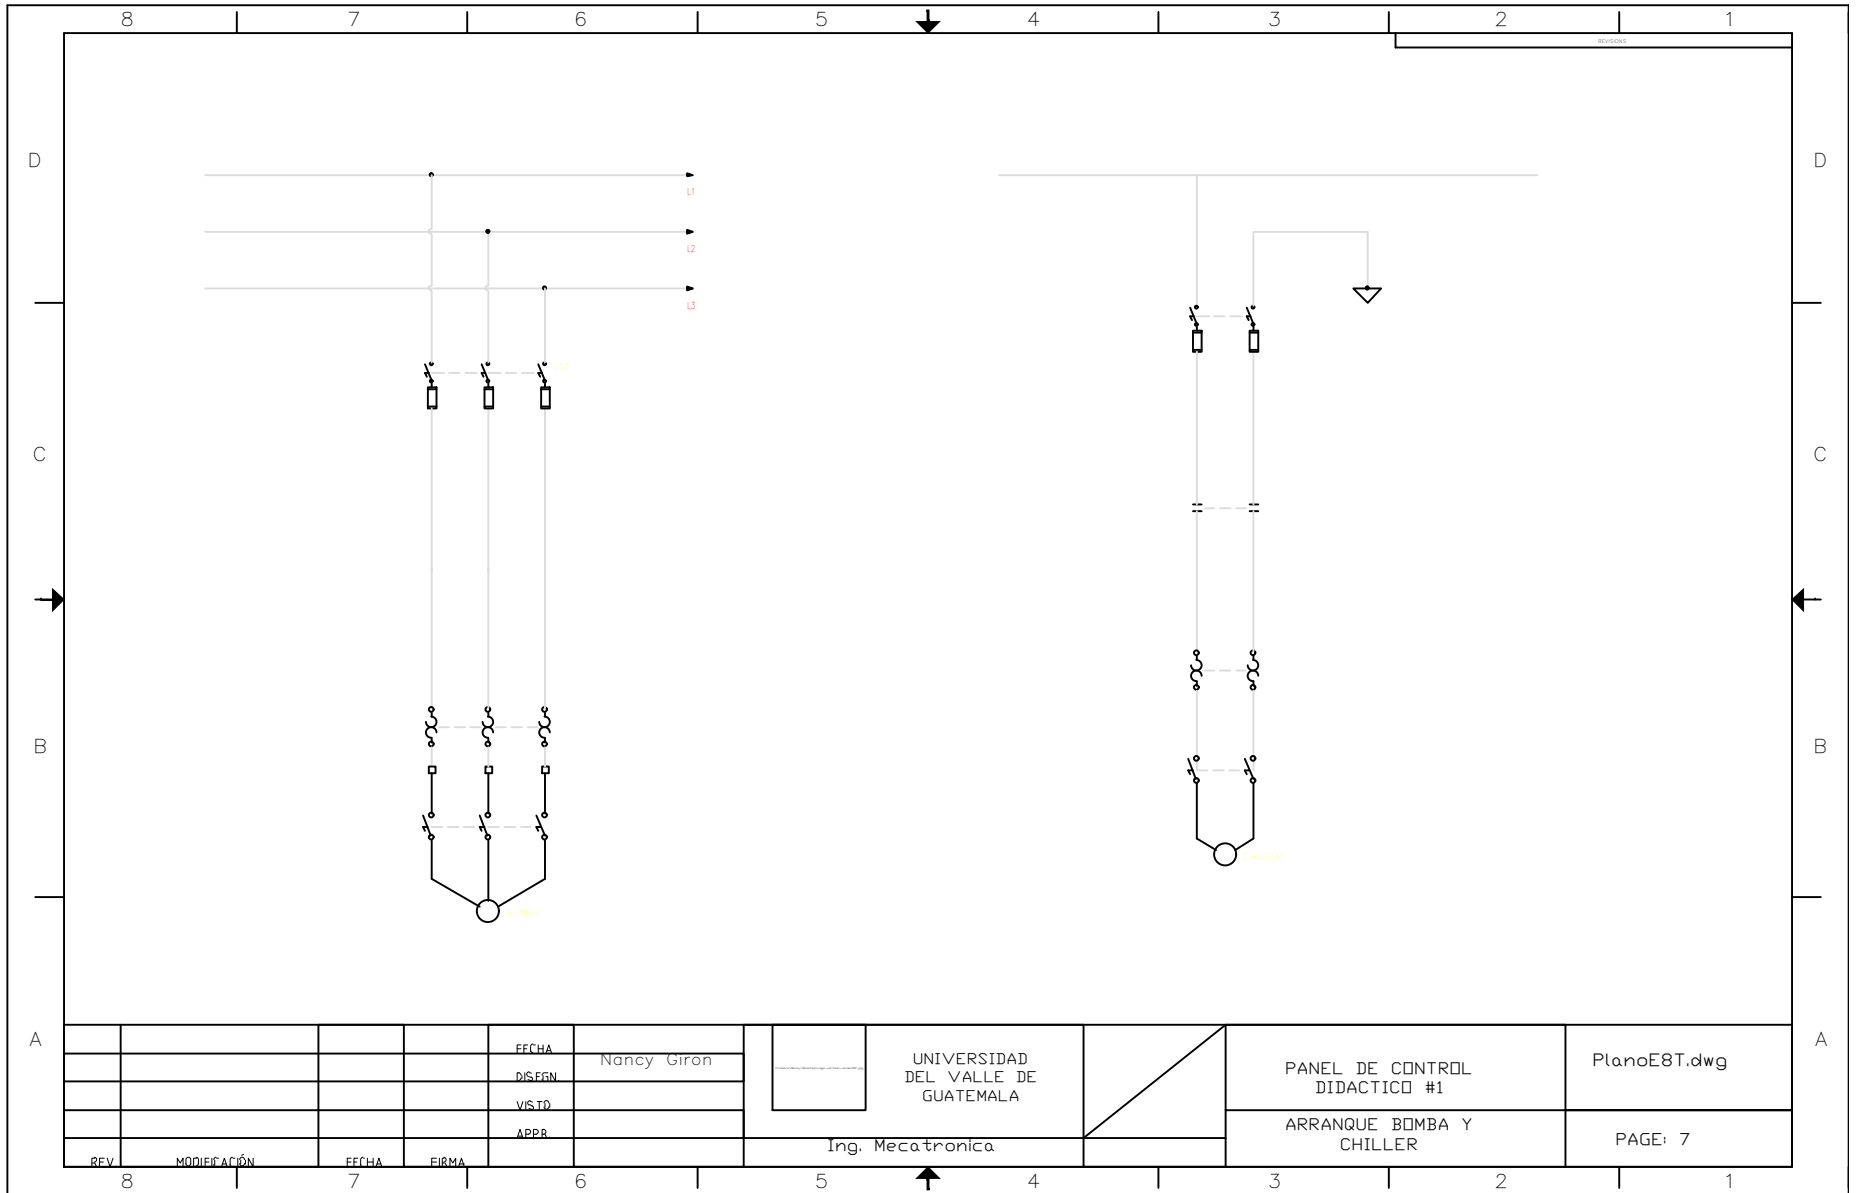 8 7 6 5 4 3 2 1
REVISIONS
D D
L1
L2
L3
C C
B B
A A
FECHA
Nancy Giron
DISEGN.
VISTO
APPR.
REV.
MODIFICACIÓN
FECHA
FIRMA
UNIVERSIDAD
DEL VALLE DE
GUATEMALA
Ing. Mecatronica
PANEL DE CONTROL
DIDACTICO #1
ARRANQUE BOMBA Y
CHILLER
PlanoE8T.dwg
PAGE: 7
8 7 6 5 4 3 2 1